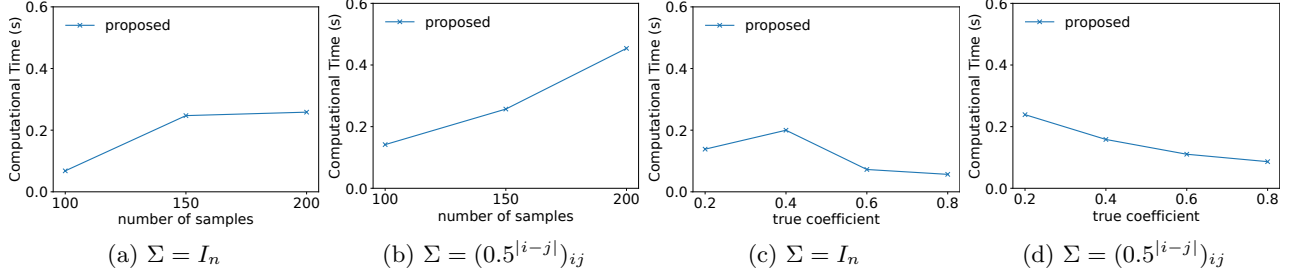 Computational Time (s)
0.6
0.4
0.2
0.0
proposed
100
150
200
number of samples
(a) Σ = I_n
Computational Time (s)
0.6
0.4
0.2
0.0
proposed
100
150
200
number of samples
(b) Σ = (0.5^{|i−j|})_{ij}
Computational Time (s)
0.6
0.4
0.2
0.0
proposed
0.2
0.4
0.6
0.8
true coefficient
(c) Σ = I_n
Computational Time (s)
0.6
0.4
0.2
0.0
proposed
0.2
0.4
0.6
0.8
true coefficient
(d) Σ = (0.5^{|i−j|})_{ij}